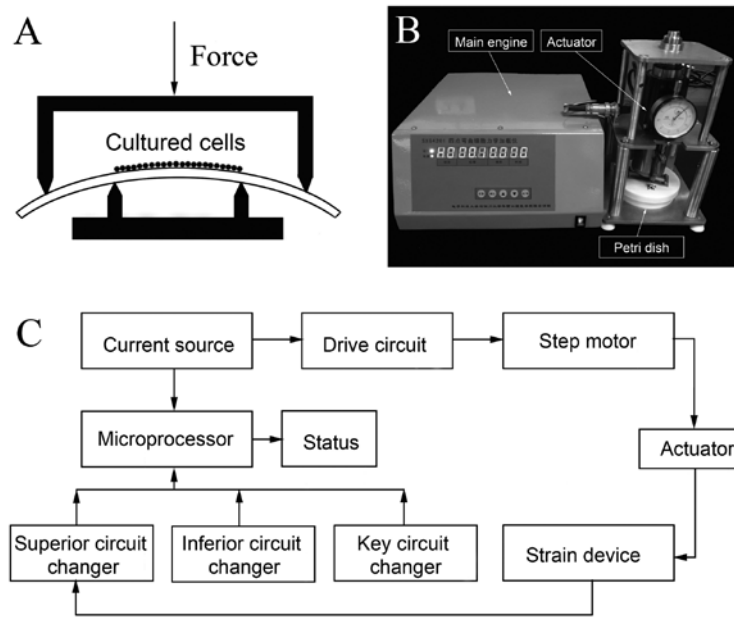 A
Force
Cultured cells
B
Main engine
Actuator
Petri dish
C
Current source
Drive circuit
Step motor
Microprocessor
Status
Actuator
Superior circuit
changer
Inferior circuit
changer
Key circuit
changer
Strain device